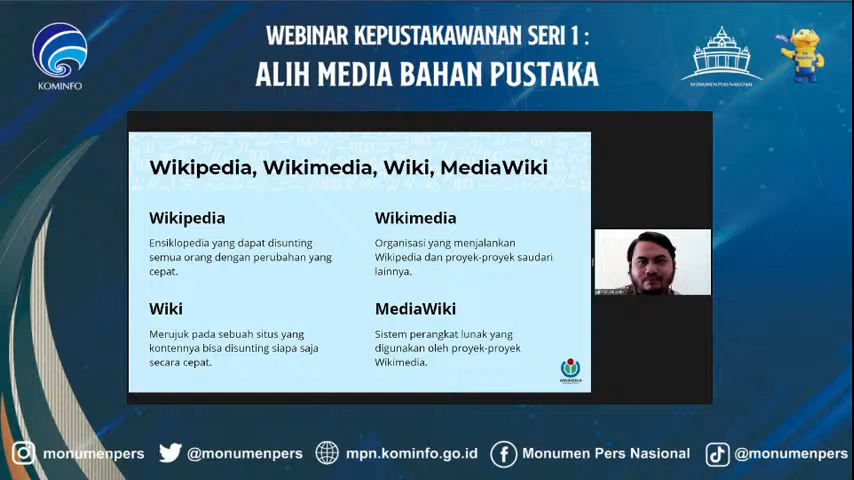 WEBINAR KEPUSTAKAWANAN SERI 1 :
ALIH MEDIA BAHAN PUSTAKA
KOMINFO
MONUMEN PERS NASIONAL
Wikipedia, Wikimedia, Wiki, MediaWiki
Wikipedia
Ensiklopedia yang dapat disunting
semua orang dengan perubahan yang
cepat.
Wikimedia
Organisasi yang menjalankan
Wikipedia dan proyek-proyek saudari
lainnya.
Wiki
Merujuk pada sebuah situs yang
kontennya bisa disunting siapa saja
secara cepat.
MediaWiki
Sistem perangkat lunak yang
digunakan oleh proyek-proyek
Wikimedia.
WIKIMEDIA
monumenpers
@monumenpers
mpn.kominfo.go.id
Monumen Pers Nasional
@monumenpers